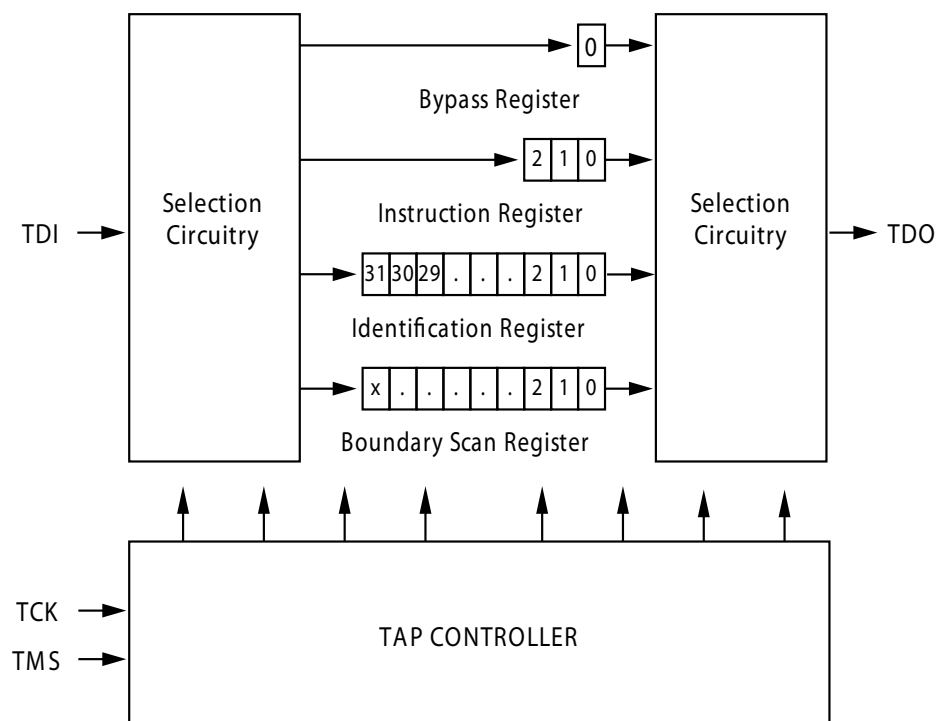 0
Bypass Register
2 1 0
Selection
Circuitry
Selection
Circuitry
TDI
TDO
Instruction Register
31 30 29 . . . 2 1 0
Identification Register
x . . . . . 2 1 0
Boundary Scan Register
TCK
TAP CONTROLLER
TMS